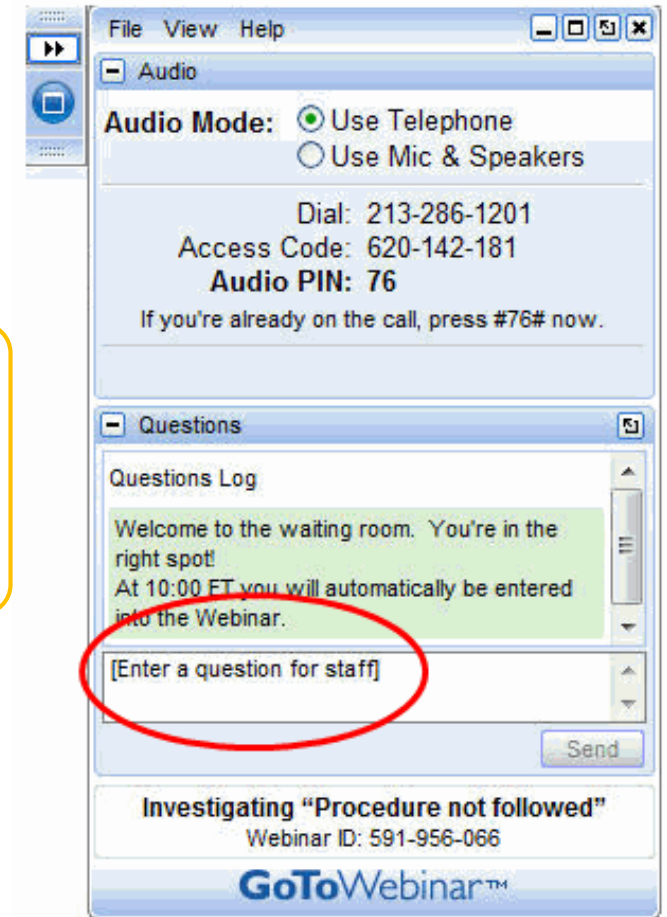 File View Help
Audio
Audio Mode: Use Telephone
Use Mic & Speakers
Dial: 213-286-1201
Access Code: 620-142-181
Audio PIN: 76
If you're already on the call, press #76# now.
Questions
Questions Log
Welcome to the waiting room. You're in the
right spot!
At 10:00 ET you will automatically be entered
into the Webinar.
[Enter a question for staff]
Send
Investigating “Procedure not followed”
Webinar ID: 591-956-066
GoToWebinar™